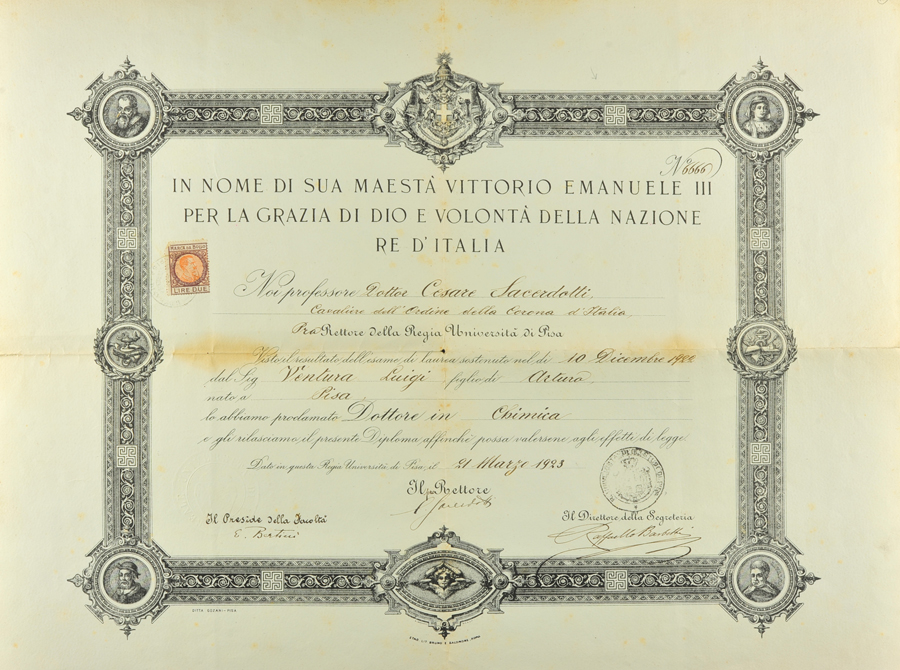 No 6666
IN NOME DI SUA MAESTÀ VITTORIO EMANUELE III
PER LA GRAZIA DI DIO E VOLONTÀ DELLA NAZIONE
RE D'ITALIA
LIRE DUE
Noi professore Dottor Cesare Sacerdotti,
Cavaliere dell'Ordine della Corona d'Italia,
Pro Rettore della Regia Università di Pisa
Visto il resultato dell'esame di laurea sostenuto nel dì 10 Dicembre 1922
dal Sig Ventura Luigi, figlio di Arturo,
nato a Pisa
lo abbiamo proclamato Dottore in Chimica
e gli rilasciamo il presente Diploma affinchè possa valersene agli effetti di legge.
Dato in questa Regia Università di Pisa, il 21 Marzo 1923
Il pro Rettore
Il Preside della Facoltà
E. Bertini
Il Direttore della Segreteria
Raffaello